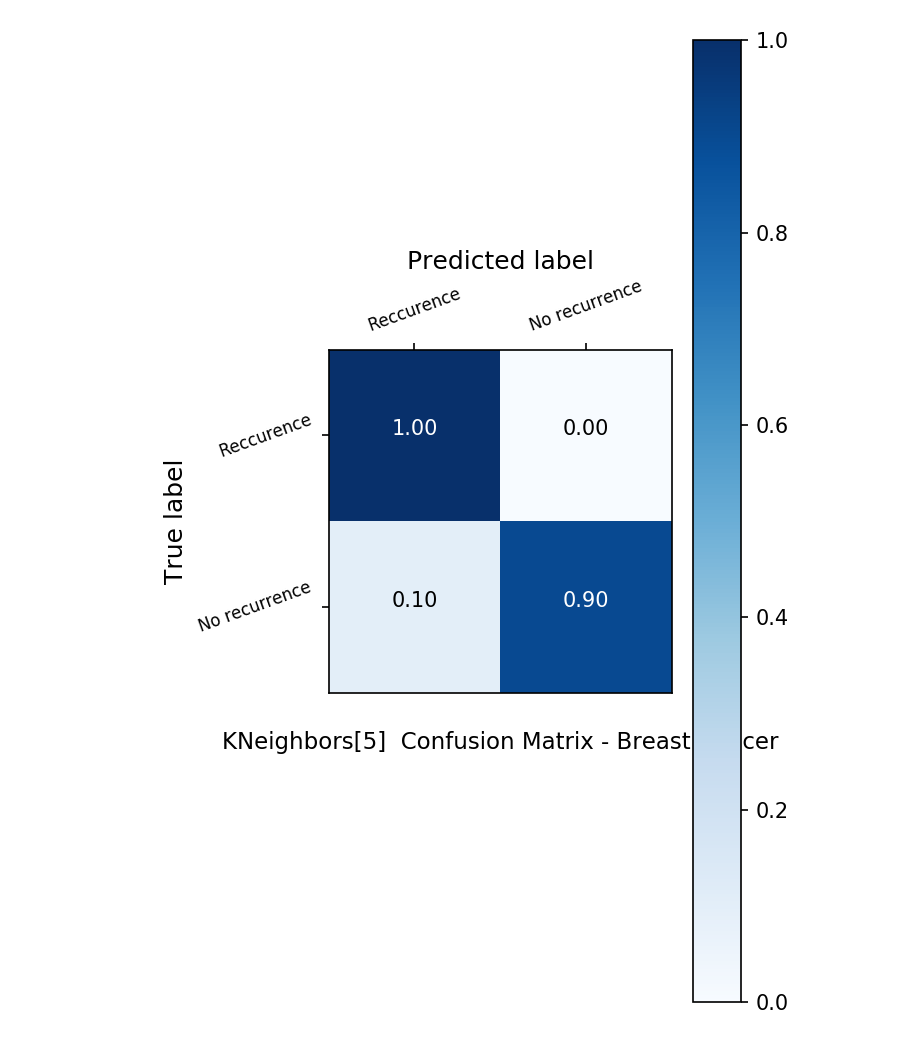 1.0
0.8
Predicted label
Reccurence
No recurrence
Reccurence
1.00
0.00
0.6
True label
No recurrence
0.10
0.90
0.4
KNeighbors[5]  Confusion Matrix - Breast
0.2
0.0